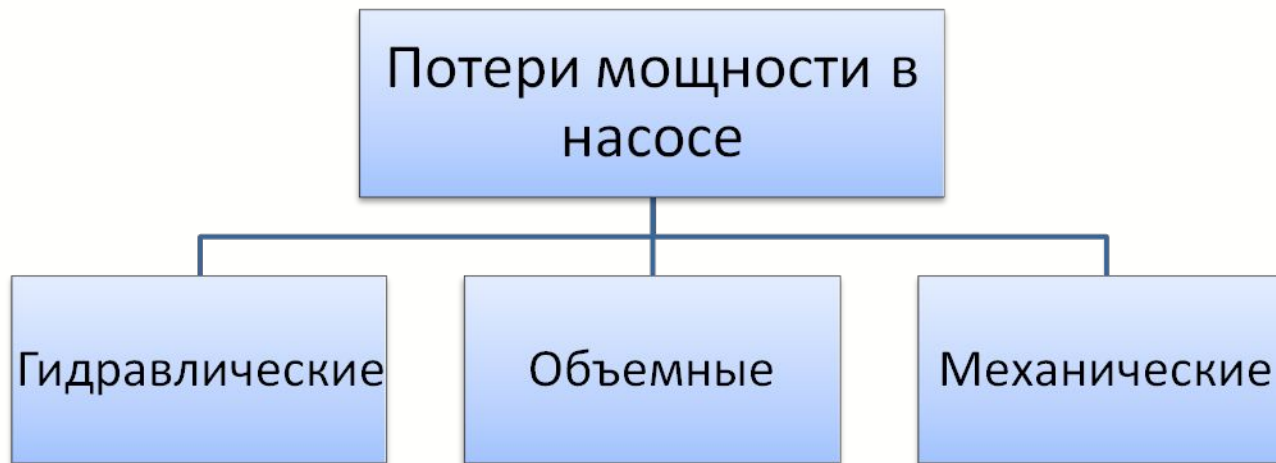 Потери мощности в
насосе
Гидравлические
Объемные
Механические